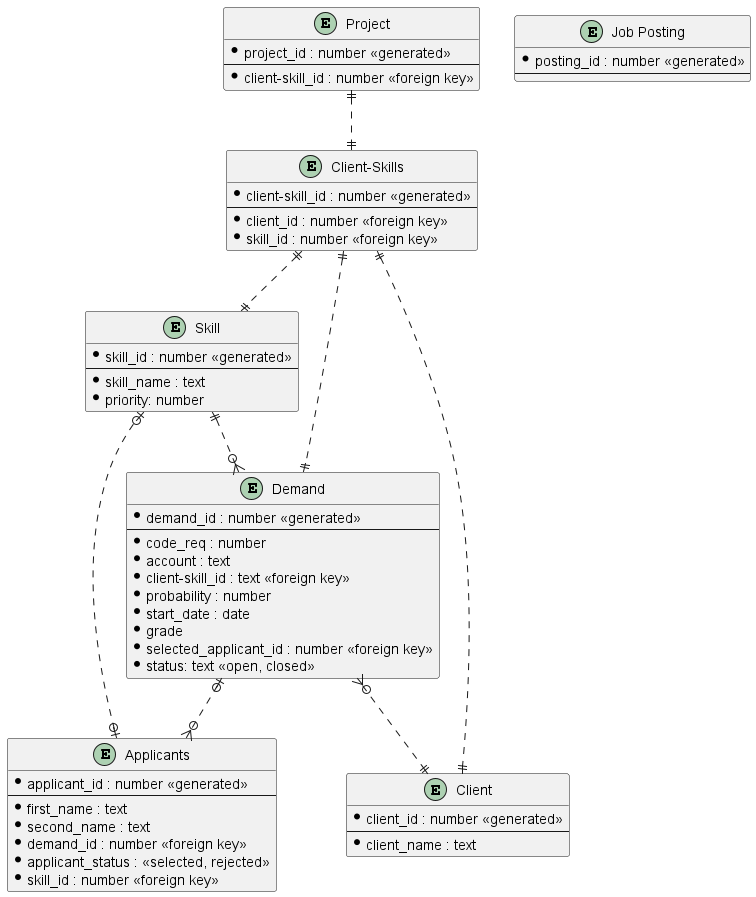 E Project
project_id : number «generated»
client-skill_id : number «foreign key»
E Job Posting
posting_id : number «generated»
E Client-Skills
client-skill_id : number «generated»
client_id : number «foreign key»
skill_id : number «foreign key»
E Skill
skill_id : number «generated»
skill_name : text
priority: number
E Demand
demand_id : number «generated»
code_req : number
account : text
client-skill_id : text «foreign key»
probability : number
start_date : date
grade
selected_applicant_id : number «foreign key»
status: text «open, closed»
E Applicants
applicant_id : number «generated»
first_name : text
second_name : text
demand_id : number «foreign key»
applicant_status : «selected, rejected»
skill_id : number «foreign key»
E Client
client_id : number «generated»
client_name : text